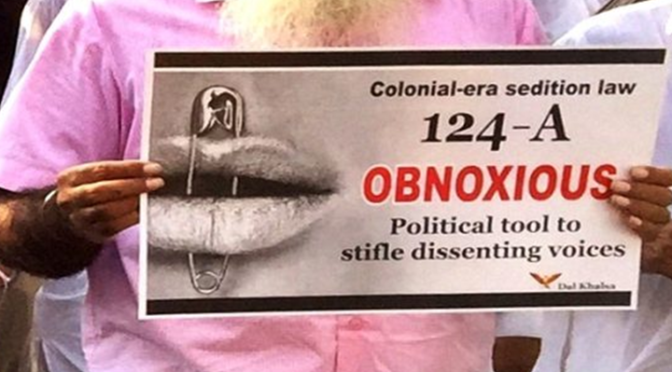 Colonial-era sedition law
124-A
OBNOXIOUS
Political tool to
stifle dissenting voices
Dal Khalsa